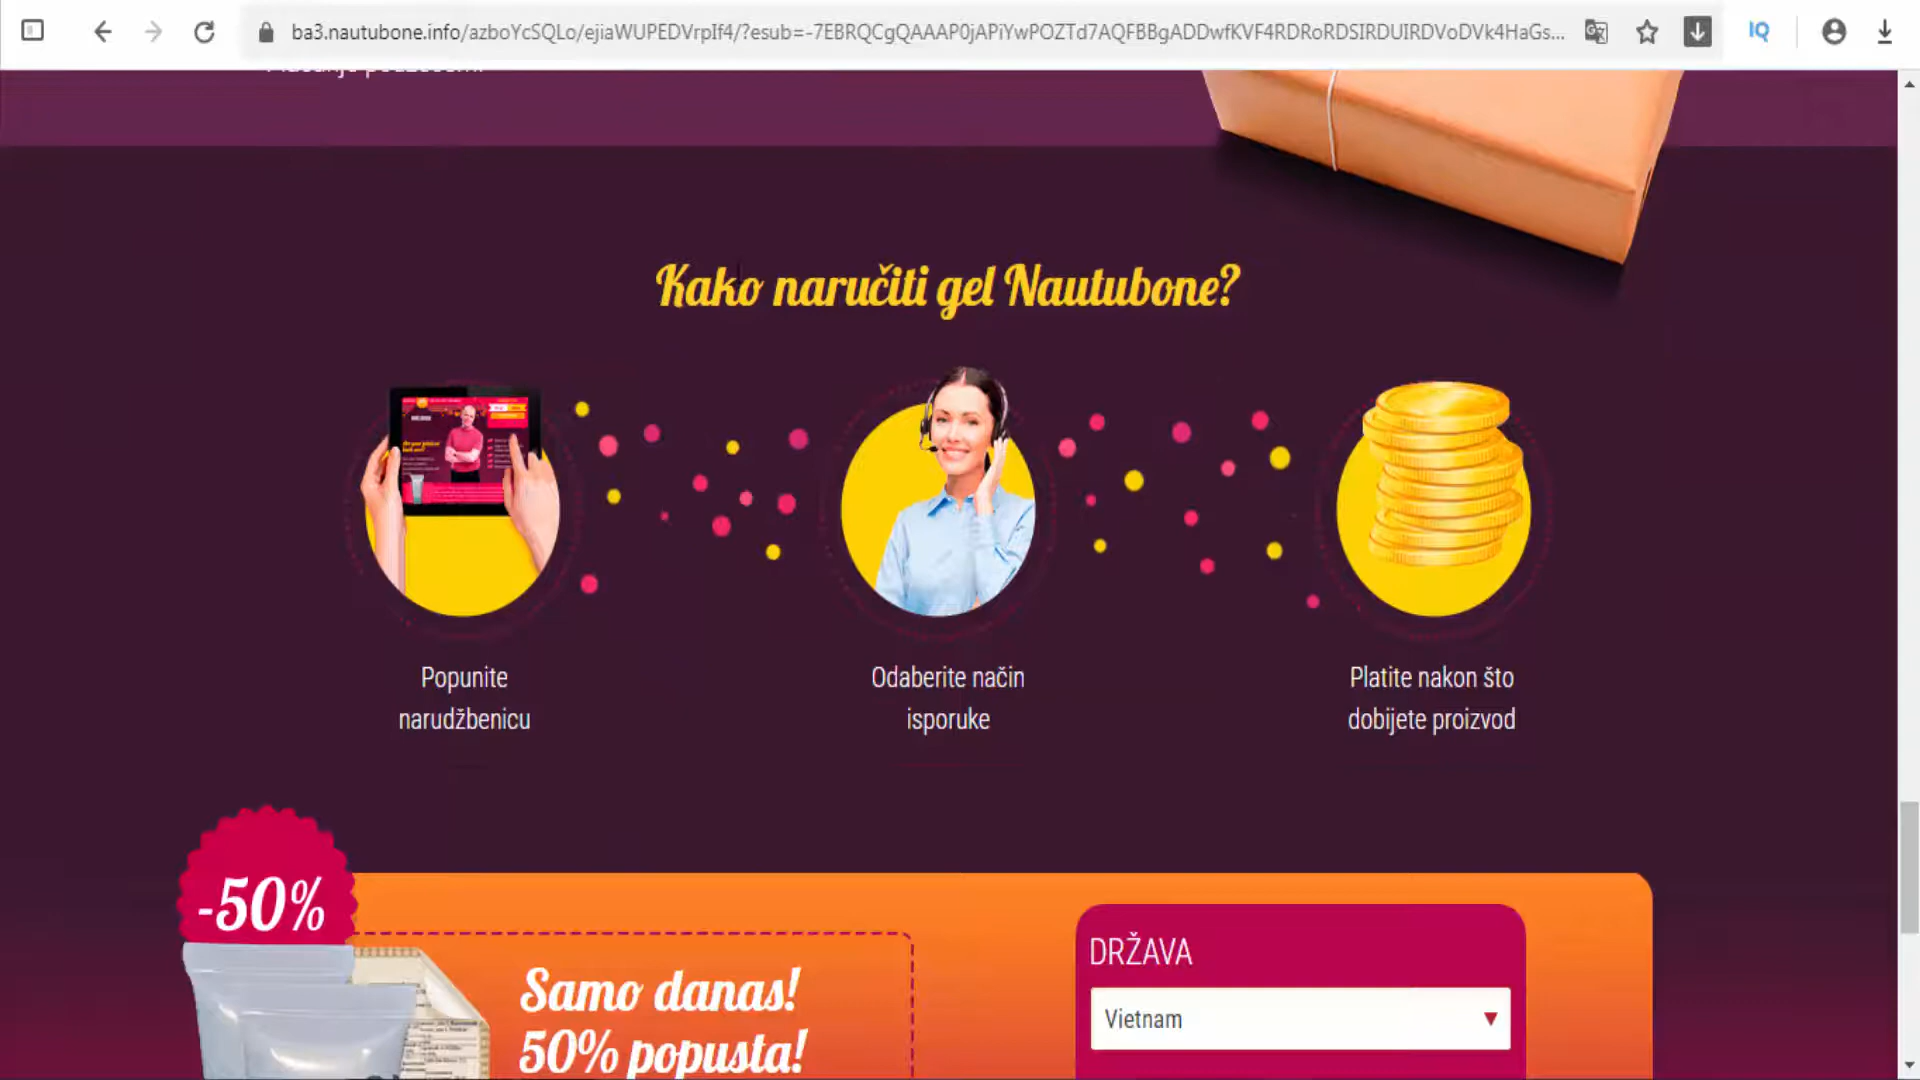 ba3.nautubone.info/azboYcSQLo/ejiaWUPEDVrpIf4/?esub=-7EBRQCgQAAAP0jAPiYwPOZTd7AQFBBgADDwfKVF4RDRoRDSIRDUIRDVoDVk4HaGs...
IQ
Kako naručiti gel Nautubone?
Popunite
narudžbenicu
Odaberite način
isporuke
Platite nakon što
dobijete proizvod
-50%
Samo danas!
50% popusta!
DRŽAVA
Vietnam